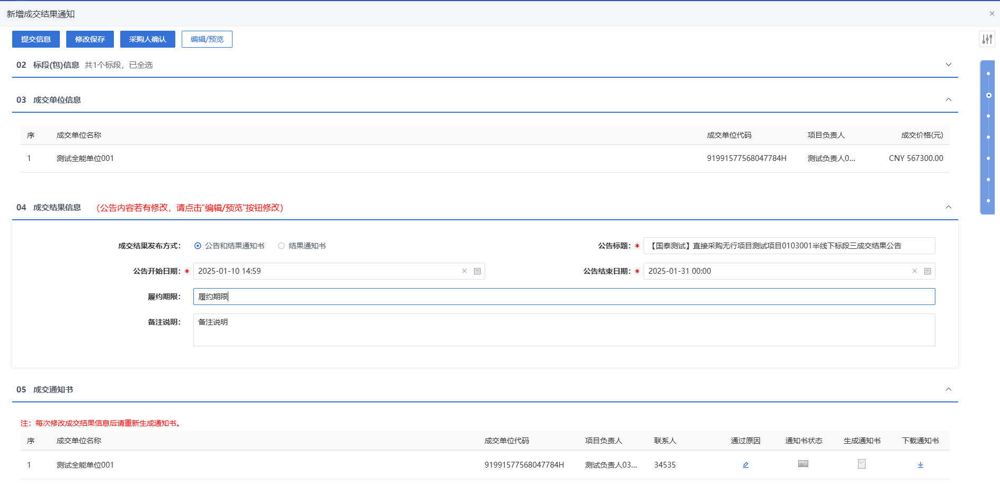 新增成交结果通知
提交信息 修改保存 采购人确认 编辑/预览
02 标段(包)信息 共1个标段，已全选
03 成交单位信息
序 成交单位名称 成交单位代码 项目负责人 成交价格(元)
1 测试全能单位001 91991577568047784H 测试负责人0... CNY 567300.00
04 成交结果信息 (公告内容若有修改，请点击“编辑/预览”按钮修改)
成交结果发布方式： 公告和结果通知书 结果通知书 公告标题：* 【国泰测试】直接采购无行项目测试项目0103001半线下标段三成交结果公告
公告开始日期：* 2025-01-10 14:59 公告结束日期：* 2025-01-31 00:00
履约期限： 履约期限
备注说明： 备注说明
05 成交通知书
注：每次修改成交结果信息后请重新生成通知书。
序 成交单位名称 成交单位代码 项目负责人 联系人 通过原因 通知书状态 生成通知书 下载通知书
1 测试全能单位001 91991577568047784H 测试负责人03... 34535